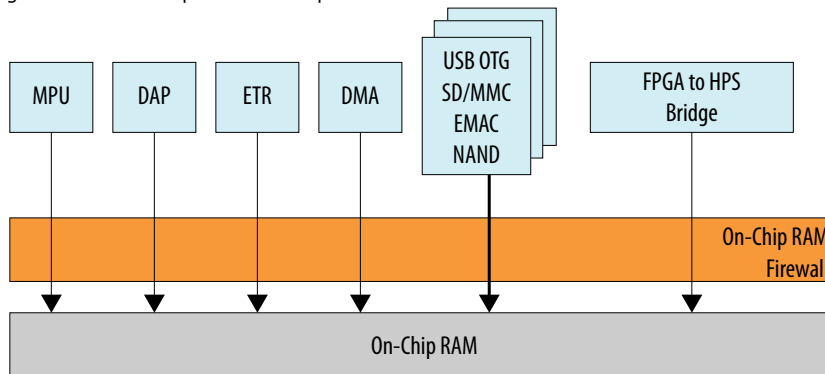 USB OTG
SD/MMC
EMAC
NAND
MPU
DAP
ETR
DMA
FPGA to HPS
Bridge
On-Chip RAM
Firewal
On-Chip RAM